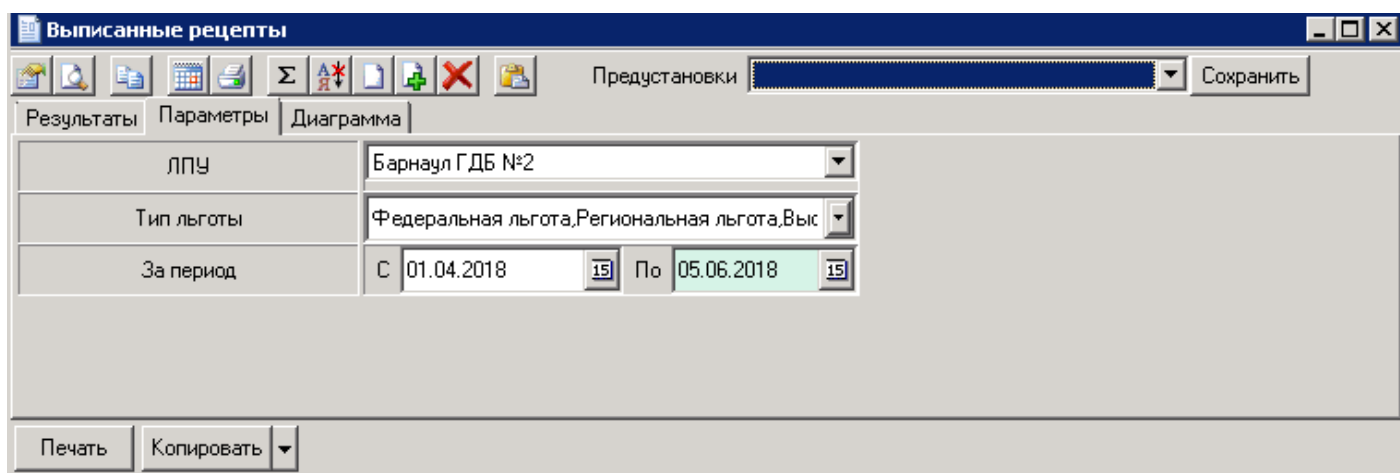 Выписанные рецепты
Предустановки Сохранить
Результаты Параметры Диаграмма
ЛПУ Барнаул ГДБ №2
Тип льготы Федеральная льгота,Региональная льгота,Выс
За период С 01.04.2018 15 По 05.06.2018 15
Печать Копировать